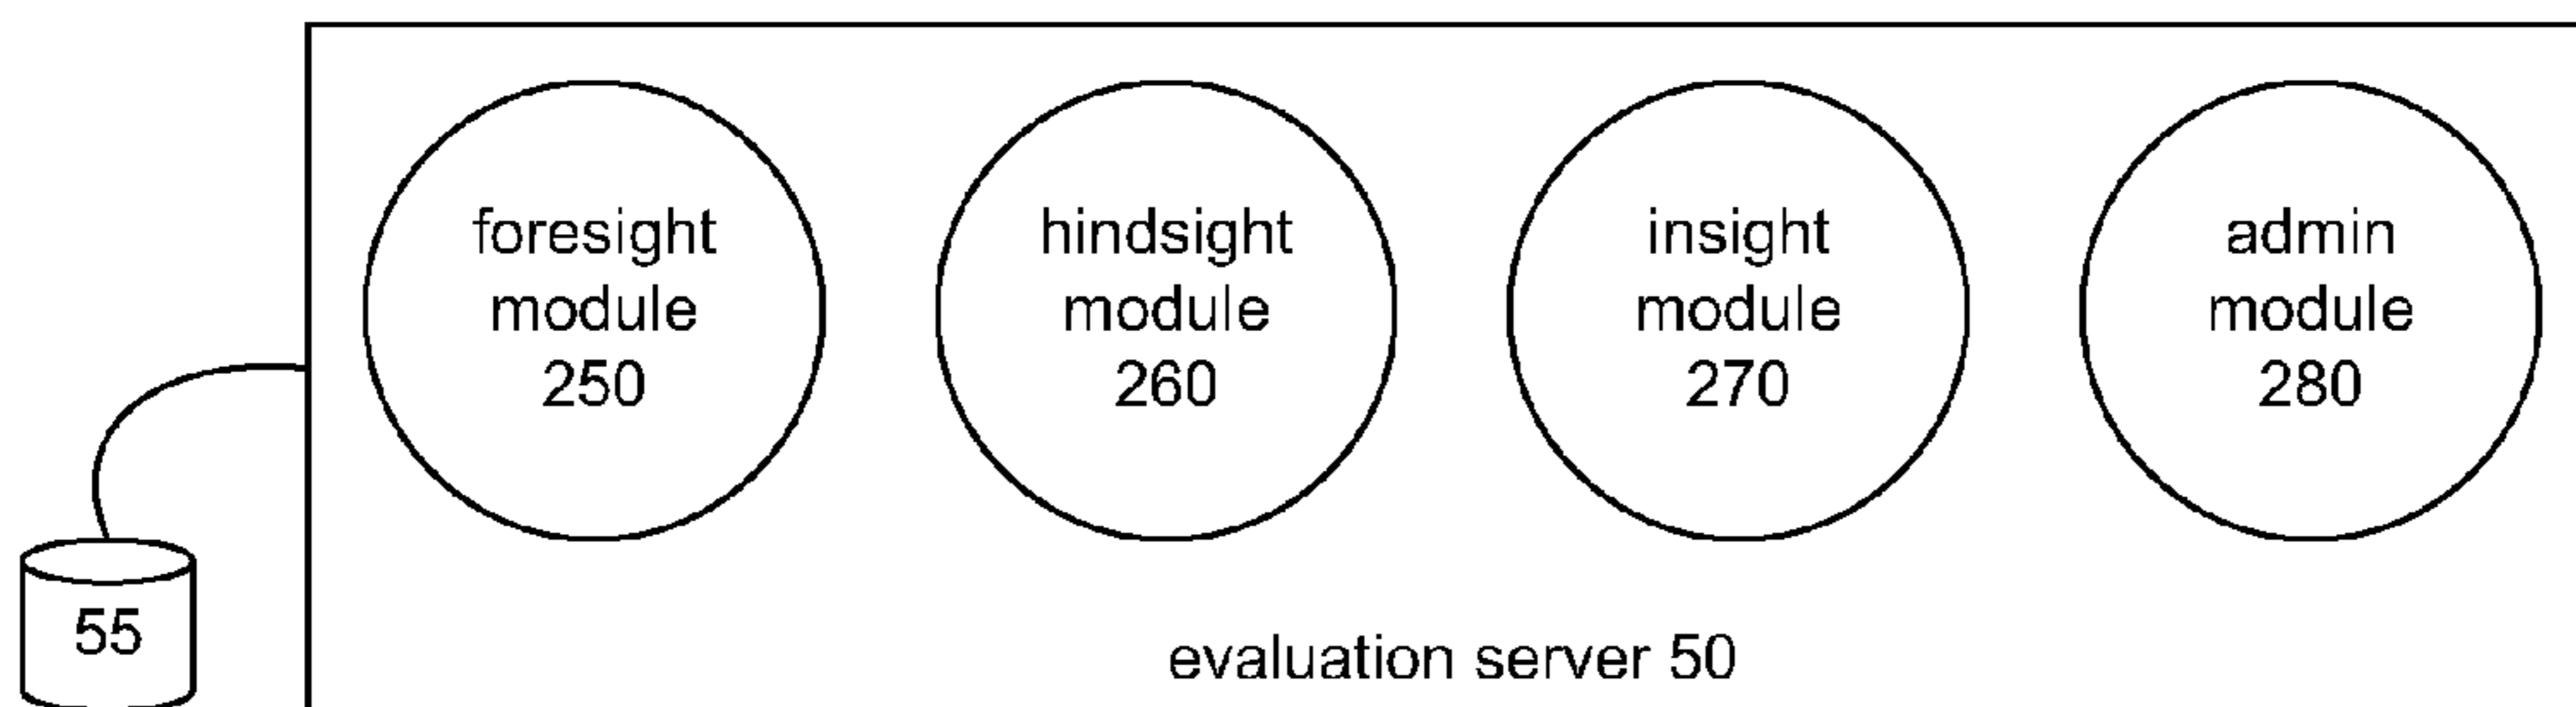 foresight
module
250
hindsight
module
260
insight
module
270
admin
module
280
55
evaluation server 50